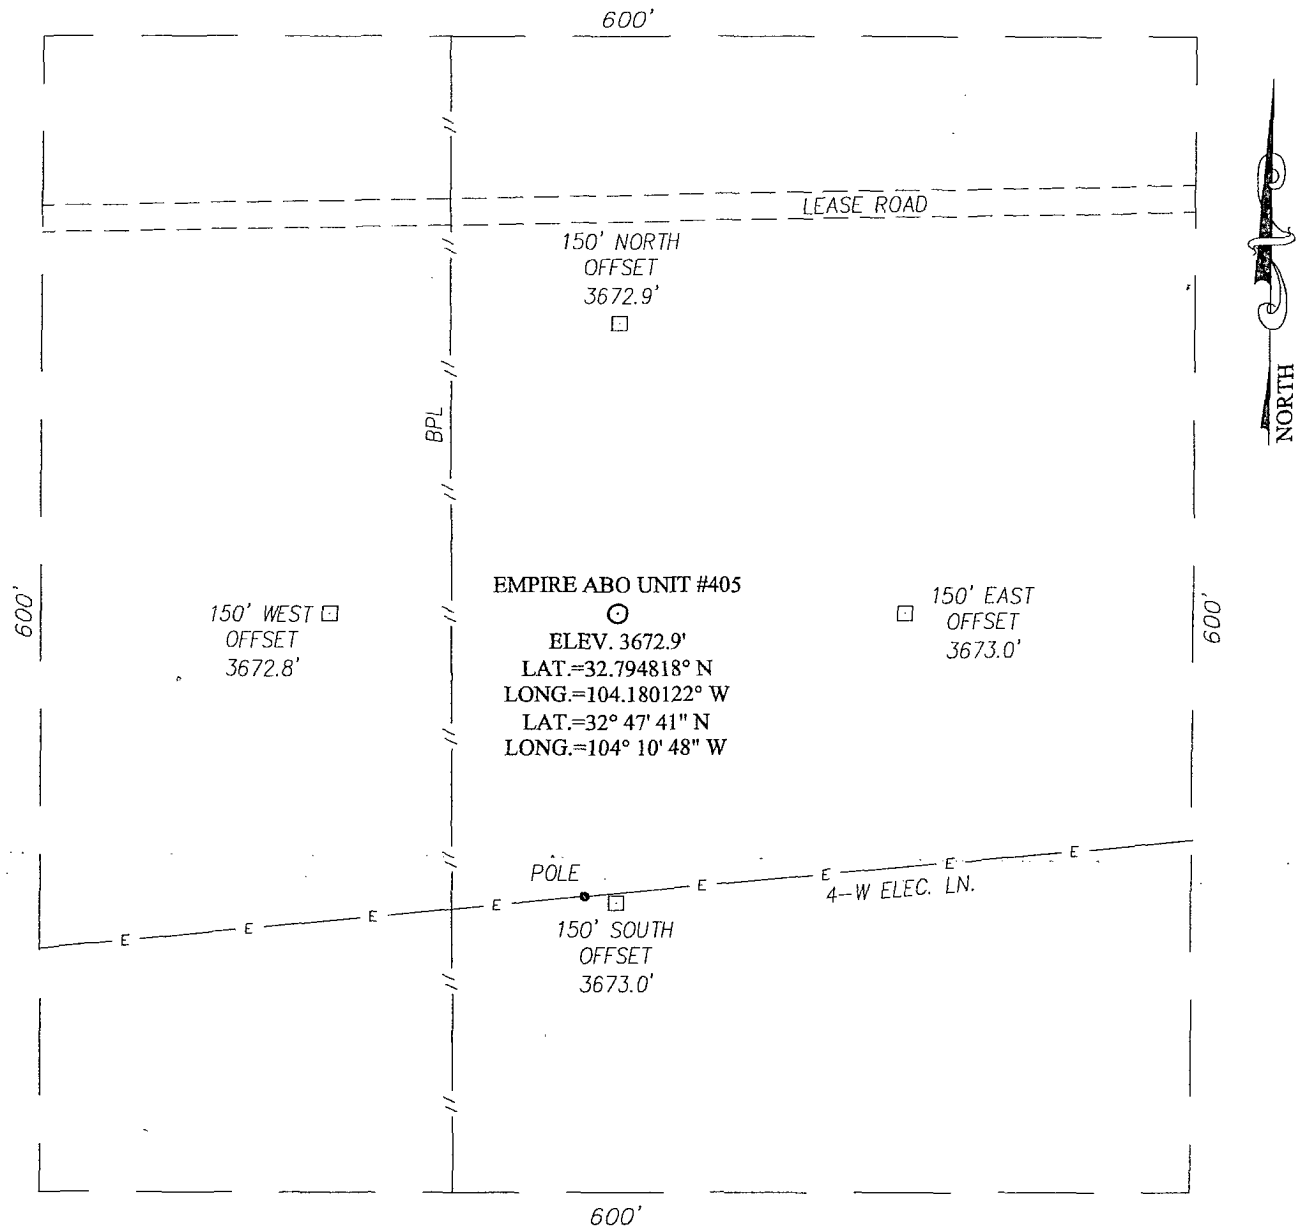 600'
LEASE ROAD
150' NORTH
OFFSET
3672.9'
NORTH
BPL
600'
150' WEST
OFFSET
3672.8'
EMPIRE ABO UNIT #405
ELEV. 3672.9'
LAT.=32.794818° N
LONG.=104.180122° W
LAT.=32° 47' 41" N
LONG.=104° 10' 48" W
150' EAST
OFFSET
3673.0'
600'
POLE
E E E E E E E E
4-W ELEC. LN.
150' SOUTH
OFFSET
3673.0'
600'